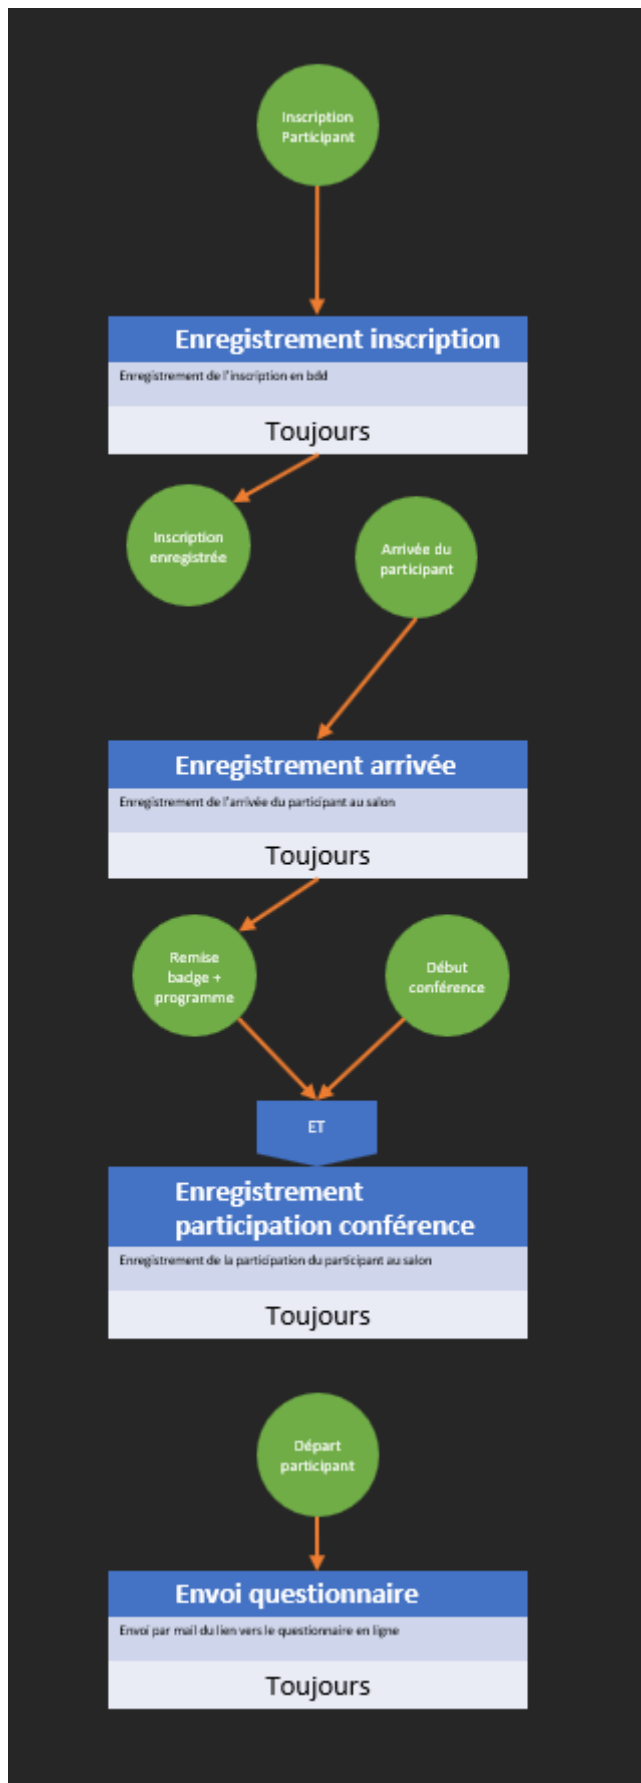 Inscription
Participant
Enregistrement inscription
Enregistrement de l'inscription en bdd
Toujours
Inscription
enregistrée
Arrivée du
participant
Enregistrement arrivée
Enregistrement de l'arrivée du participant au salon
Toujours
Remise
badge +
programme
Début
conférence
ET
Enregistrement
participation conférence
Enregistrement de la participation du participant au salon
Toujours
Départ
participant
Envoi questionnaire
Envoi par mail du lien vers le questionnaire en ligne
Toujours